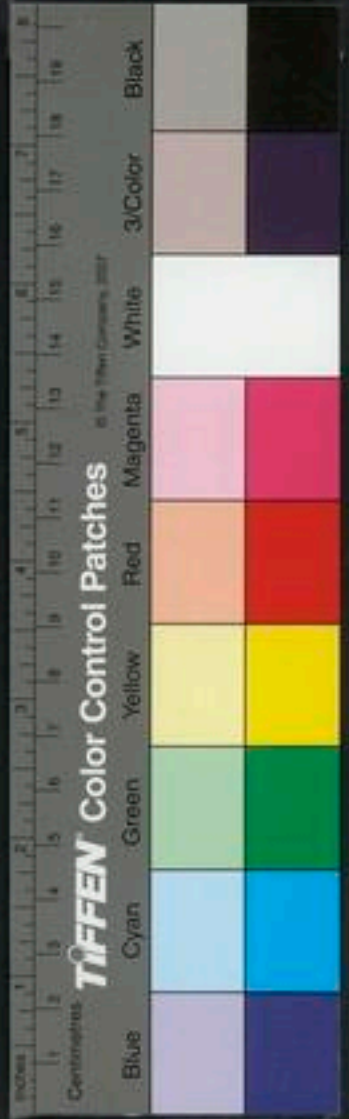 Inches
1 2 3 4 5 6 7 8
Centimetres
1 2 3 4 5 6 7 8 9 10 11 12 13 14 15 16 17 18 19
TIFFEN® Color Control Patches
© The Tiffen Company, 2007
Blue Cyan Green Yellow Red Magenta White 3/Color Black